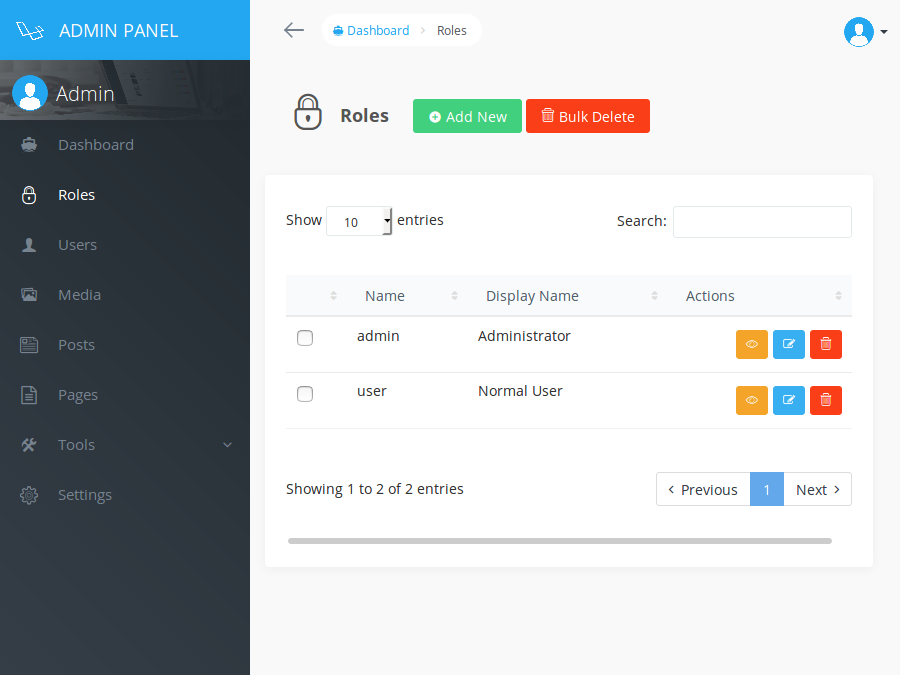 ADMIN PANEL
Dashboard Roles
Admin
Roles Add New Bulk Delete
Dashboard
Roles
Users
Media
Posts
Pages
Tools
Settings
Show 10 entries Search:
Name Display Name Actions
admin Administrator
user Normal User
Showing 1 to 2 of 2 entries Previous 1 Next